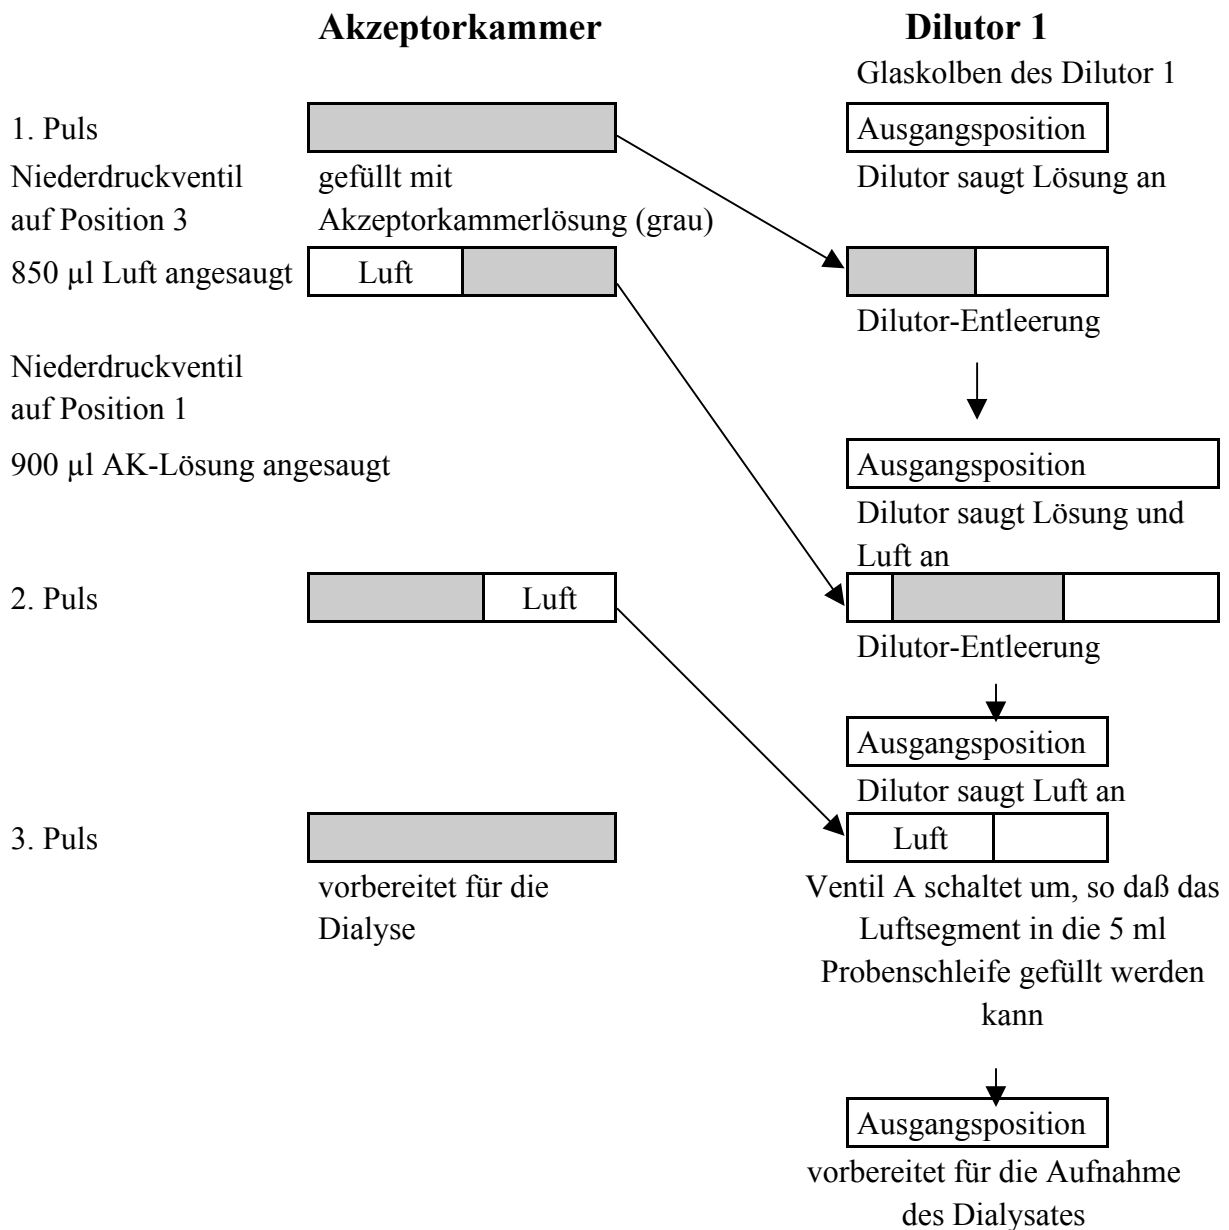 Akzeptorkammer
Dilutor 1
Glaskolben des Dilutor 1
1. Puls
Ausgangsposition
Niederdruckventil
auf Position 3
gefüllt mit
Akzeptorkammerlösung (grau)
Dilutor saugt Lösung an
850 µl Luft angesaugt
Luft
Dilutor-Entleerung
Niederdruckventil
auf Position 1
900 µl AK-Lösung angesaugt
Ausgangsposition
Dilutor saugt Lösung und
Luft an
2. Puls
Luft
Dilutor-Entleerung
Ausgangsposition
Dilutor saugt Luft an
3. Puls
Luft
vorbereitet für die
Dialyse
Ventil A schaltet um, so daß das
Luftsegment in die 5 ml
Probenschleife gefüllt werden
kann
Ausgangsposition
vorbereitet für die Aufnahme
des Dialysates